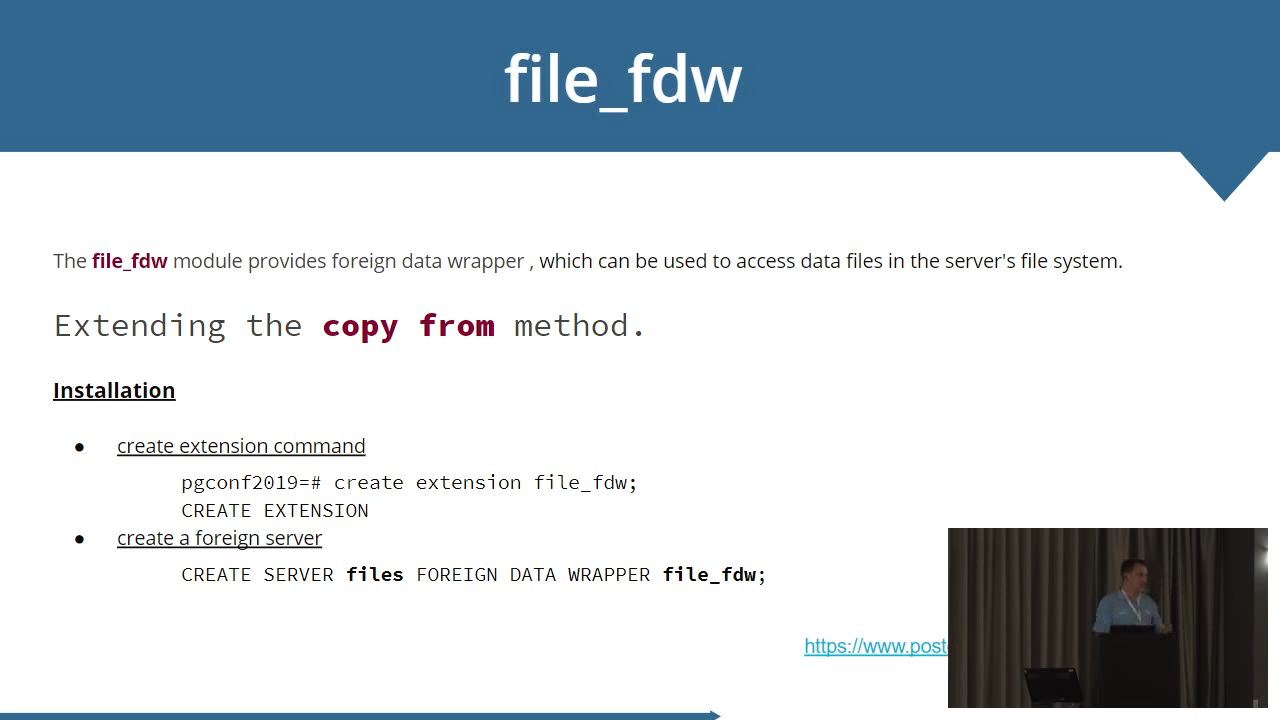 file_fdw
The file_fdw module provides foreign data wrapper , which can be used to access data files in the server's file system.
Extending the copy from method.
Installation
● create extension command
pgconf2019=# create extension file_fdw;
CREATE EXTENSION
● create a foreign server
CREATE SERVER files FOREIGN DATA WRAPPER file_fdw;
https://www.post